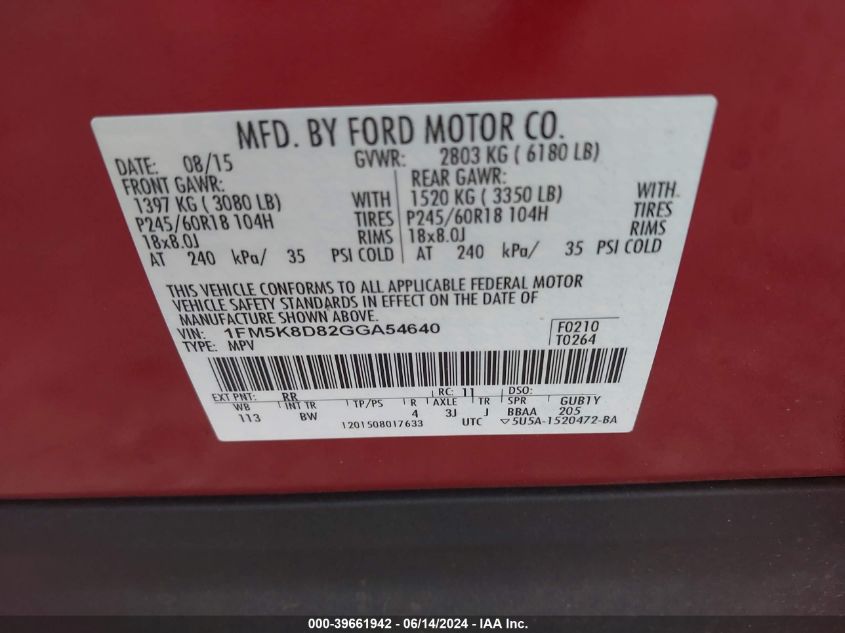 MFD. BY FORD MOTOR CO.
DATE: 08/15 GVWR: 2803 KG ( 6180 LB)
FRONT GAWR: REAR GAWR:
1397 KG ( 3080 LB) WITH 1520 KG ( 3350 LB) WITH
P245/60R18 104H TIRES P245/60R18 104H TIRES
18x8.0J RIMS 18x8.0J RIMS
AT 240 kPa/ 35 PSI COLD AT 240 kPa/ 35 PSI COLD
THIS VEHICLE CONFORMS TO ALL APPLICABLE FEDERAL MOTOR
VEHICLE SAFETY STANDARDS IN EFFECT ON THE DATE OF
MANUFACTURE SHOWN ABOVE.
VIN: 1FM5K8D82GGA54640 F0210
TYPE: MPV T0264
EXT PNT: RR RC: 11 DSO:
WB INT TR TP/PS R AXLE TR SPR GUB1Y
113 BW 4 3J J BBAA 205
1201508017633 UTC ▽5U5A-1520472-BA
000-39661942 - 06/14/2024 - IAA Inc.